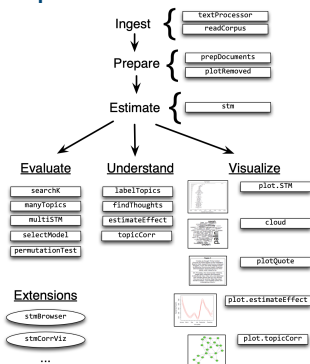 Ingest
textProcessor
readCorpus
Prepare
prepDocuments
plotRemoved
Estimate
stm
Evaluate
searchK
manyTopics
multiSTM
selectModel
permutationTest
Understand
labelTopics
findThoughts
estimateEffect
topicCorr
Visualize
plot.STM
cloud
plotQuote
plot.estimateEffect
plot.topicCorr
Extensions
stmBrowser
stmCorrViz
...